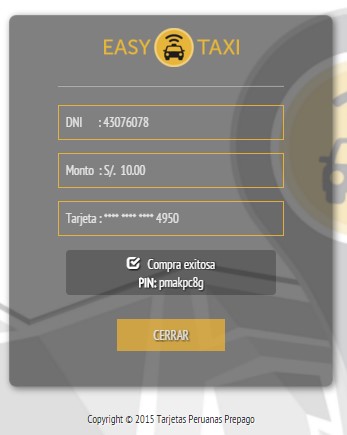 EASY TAXI
DNI : 43076078
Monto : S/. 10.00
Tarjeta : **** **** **** 4950
Compra exitosa
PIN: pmakpc8g
CERRAR
Copyright © 2015 Tarjetas Peruanas Prepago